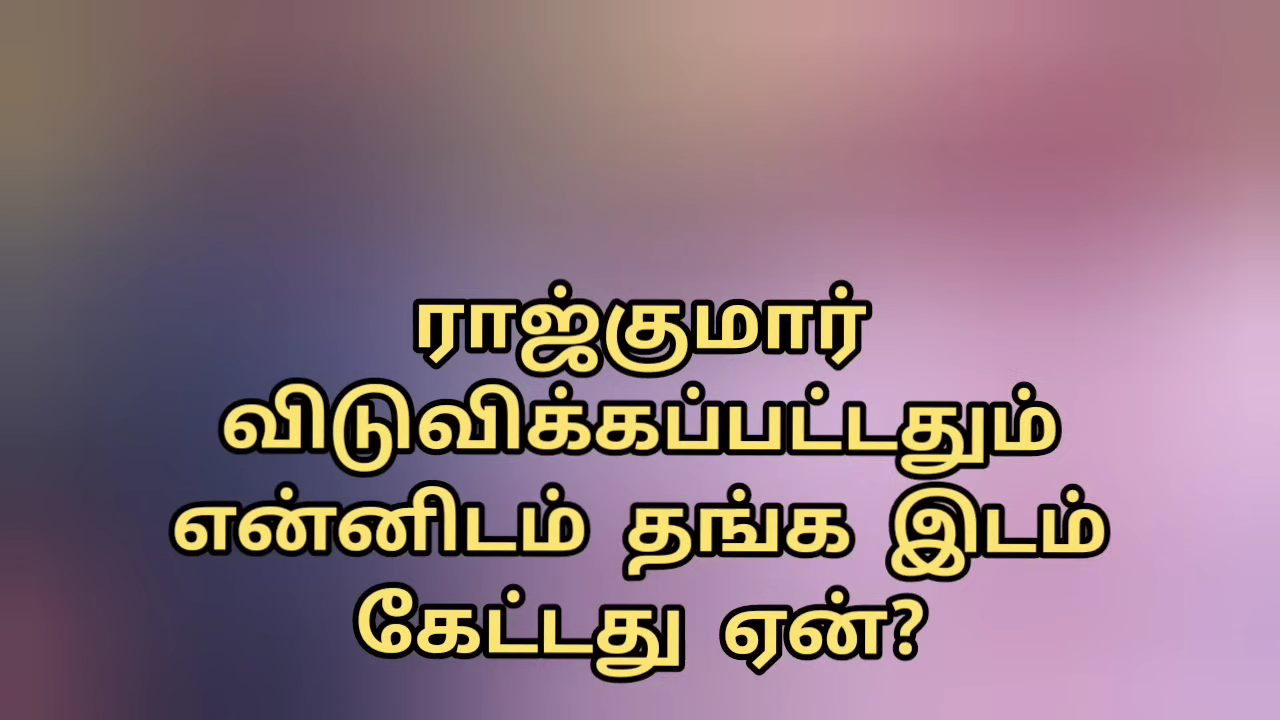 ராஜ்குமார்
விடுவிக்கப்பட்டதும்
என்னிடம் தங்க இடம்
கேட்டது ஏன்?